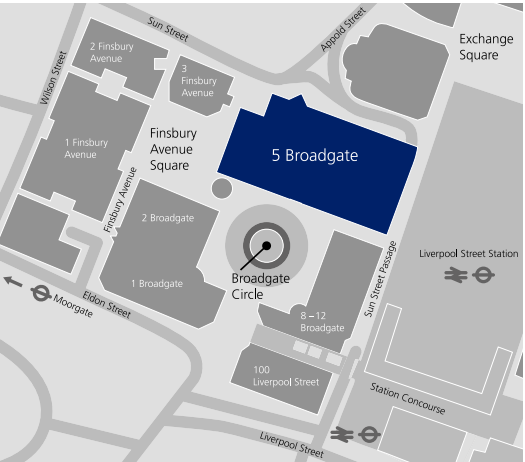 Sun Street
Appold Street
Exchange
Square
2 Finsbury
Avenue
3
Finsbury
Avenue
Wilson Street
1 Finsbury
Avenue
Finsbury
Avenue
Square
5 Broadgate
Finsbury Avenue
2 Broadgate
Liverpool Street Station
Sun Street Passage
Broadgate
Circle
1 Broadgate
Moorgate
Eldon Street
8 – 12
Broadgate
100
Liverpool Street
Station Concourse
Liverpool Street